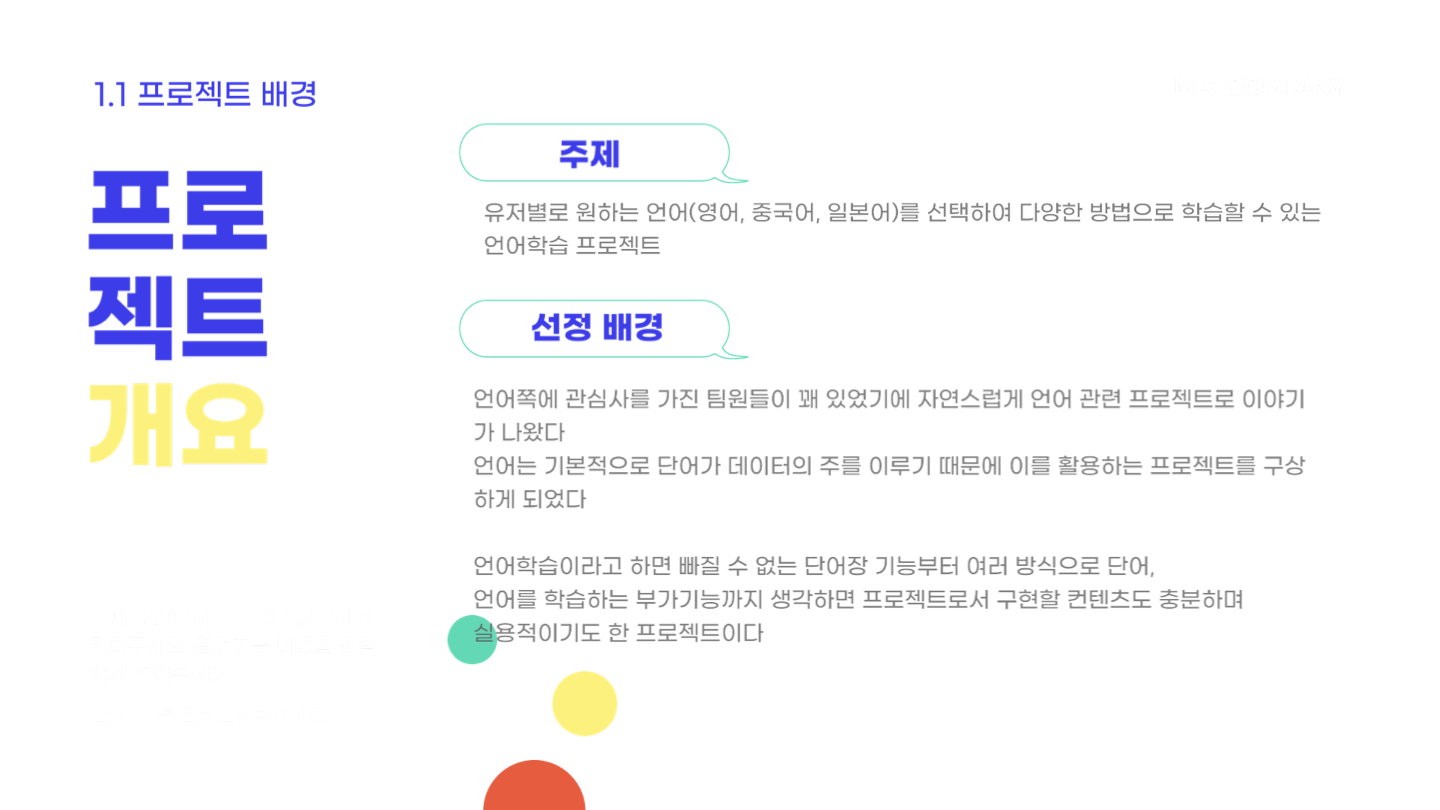 1.1 프로젝트 배경
프로
젝트
개요
주제
유저별로 원하는 언어(영어, 중국어, 일본어)를 선택하여 다양한 방법으로 학습할 수 있는
언어학습 프로젝트
선정 배경
언어쪽에 관심사를 가진 팀원들이 꽤 있었기에 자연스럽게 언어 관련 프로젝트로 이야기
가 나왔다
언어는 기본적으로 단어가 데이터의 주를 이루기 때문에 이를 활용하는 프로젝트를 구상
하게 되었다
언어학습이라고 하면 빠질 수 없는 단어장 기능부터 여러 방식으로 단어,
언어를 학습하는 부가기능까지 생각하면 프로젝트로서 구현할 컨텐츠도 충분하며
실용적이기도 한 프로젝트이다